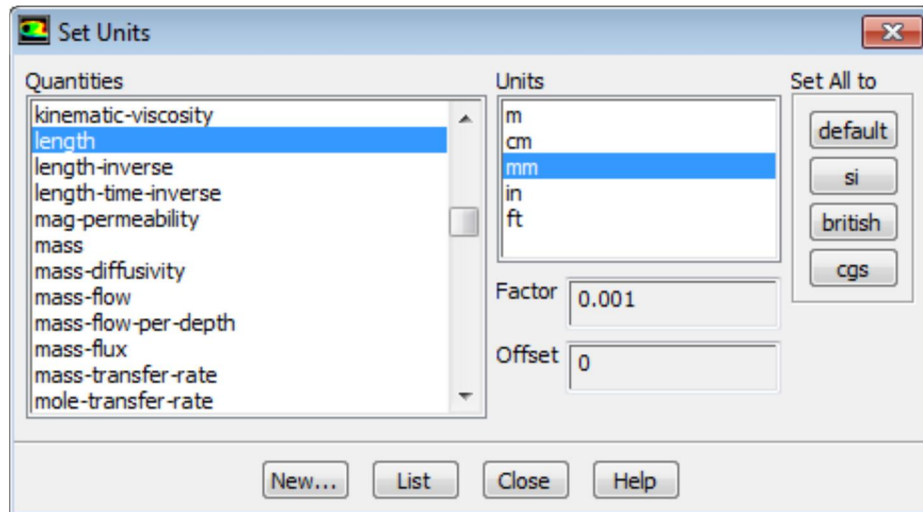 Set Units
Quantities
kinematic-viscosity
length
length-inverse
length-time-inverse
mag-permeability
mass
mass-diffusivity
mass-flow
mass-flow-per-depth
mass-flux
mass-transfer-rate
mole-transfer-rate
Units
m
cm
mm
in
ft
Factor 0.001
Offset 0
Set All to
default
si
british
cgs
New... List Close Help